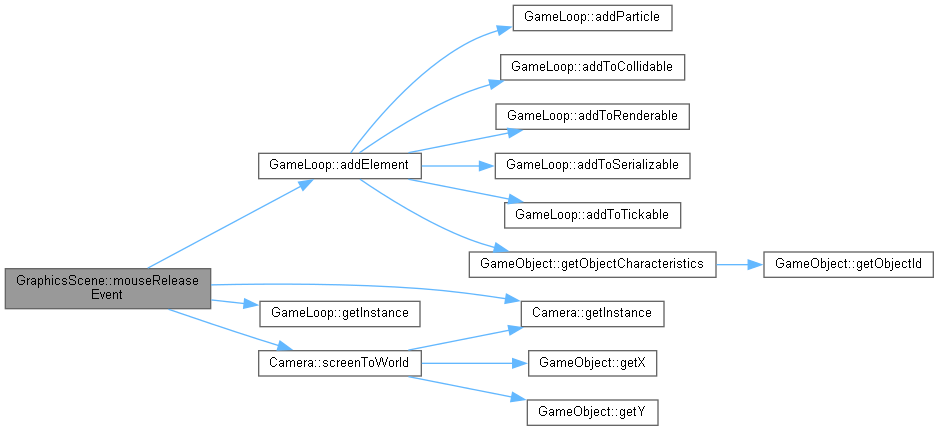 GameLoop::addParticle
GameLoop::addToCollidable
GameLoop::addToRenderable
GameLoop::addElement
GameLoop::addToSerializable
GameLoop::addToTickable
GameObject::getObjectCharacteristics
GameObject::getObjectId
GraphicsScene::mouseRelease
Event
GameLoop::getInstance
Camera::getInstance
Camera::screenToWorld
GameObject::getX
GameObject::getY